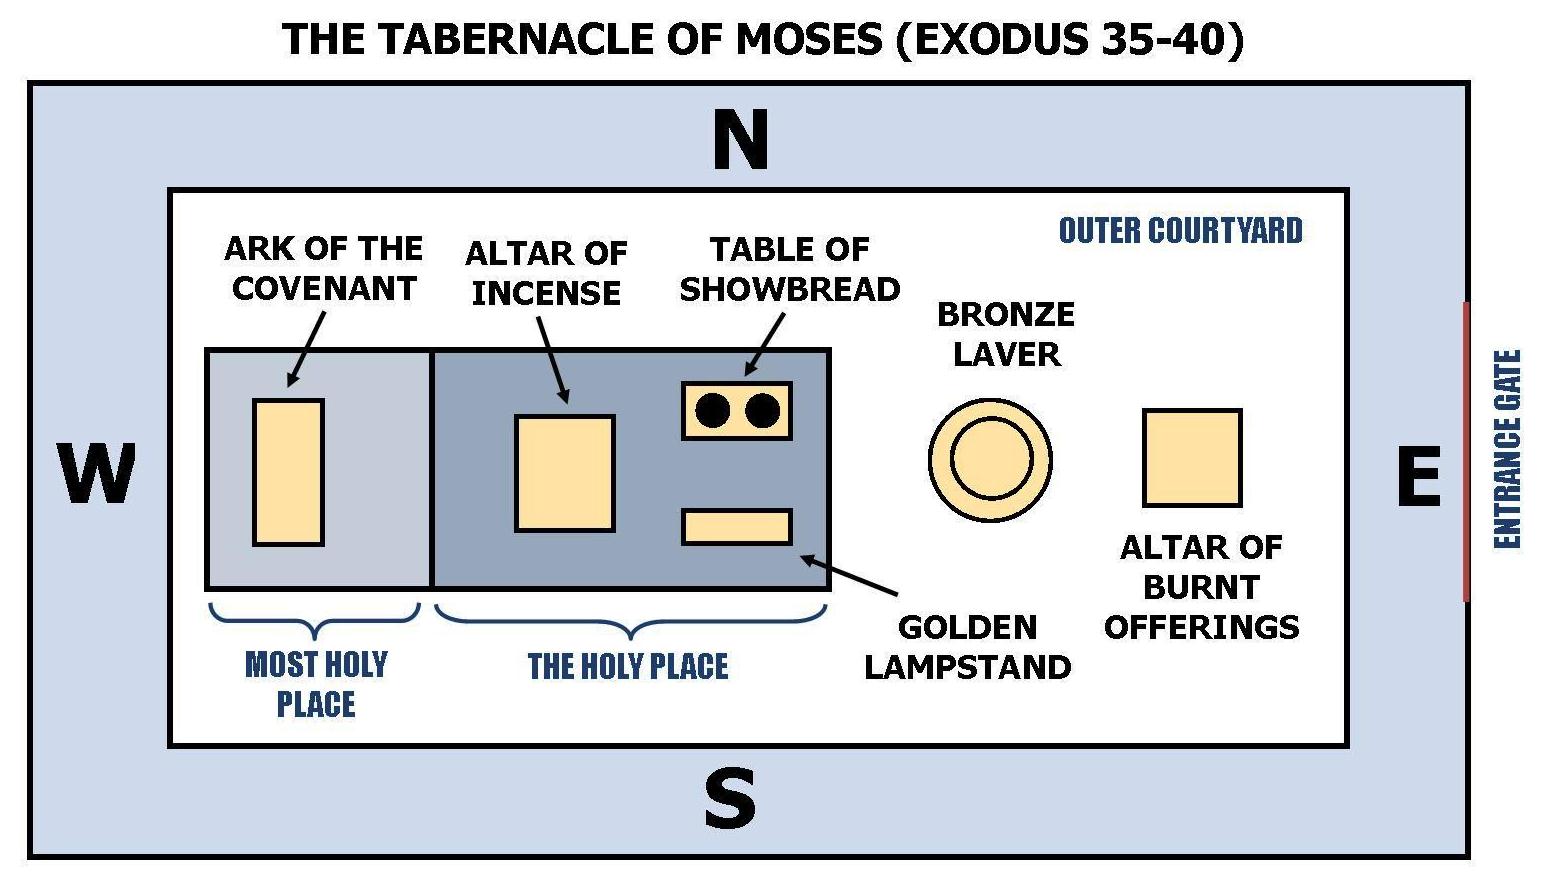 THE TABERNACLE OF MOSES (EXODUS 35-40)
N
OUTER COURTYARD
ARK OF THE
COVENANT
ALTAR OF
INCENSE
TABLE OF
SHOWBREAD
BRONZE
LAVER
W
E
ENTRANCE GATE
ALTAR OF
BURNT
OFFERINGS
GOLDEN
LAMPSTAND
MOST HOLY
PLACE
THE HOLY PLACE
S